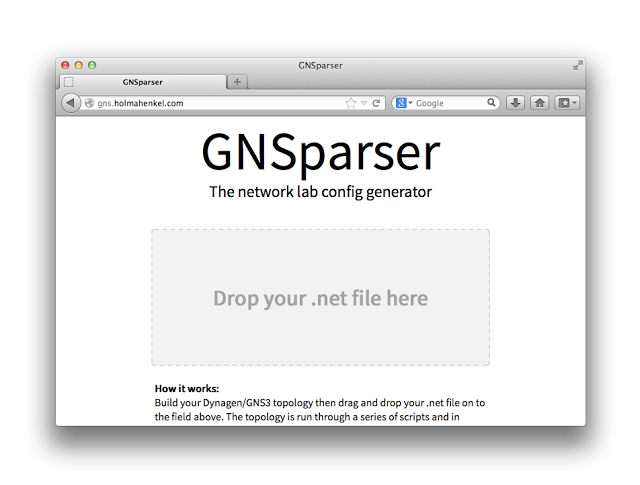 GNSparser
GNSparser
gns.holmahenkel.com
Google
GNSparser
The network lab config generator
Drop your .net file here
How it works:
Build your Dynagen/GNS3 topology then drag and drop your .net file on to
the field above. The topology is run through a series of scripts and in